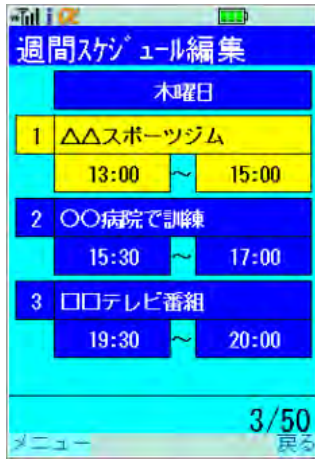 週間スケジュール編集
木曜日
1 △△スポーツジム
13:00 ～ 15:00
2 〇〇病院で訓練
15:30 ～ 17:00
3 □□テレビ番組
19:30 ～ 20:00
3/50
メニュー 戻る